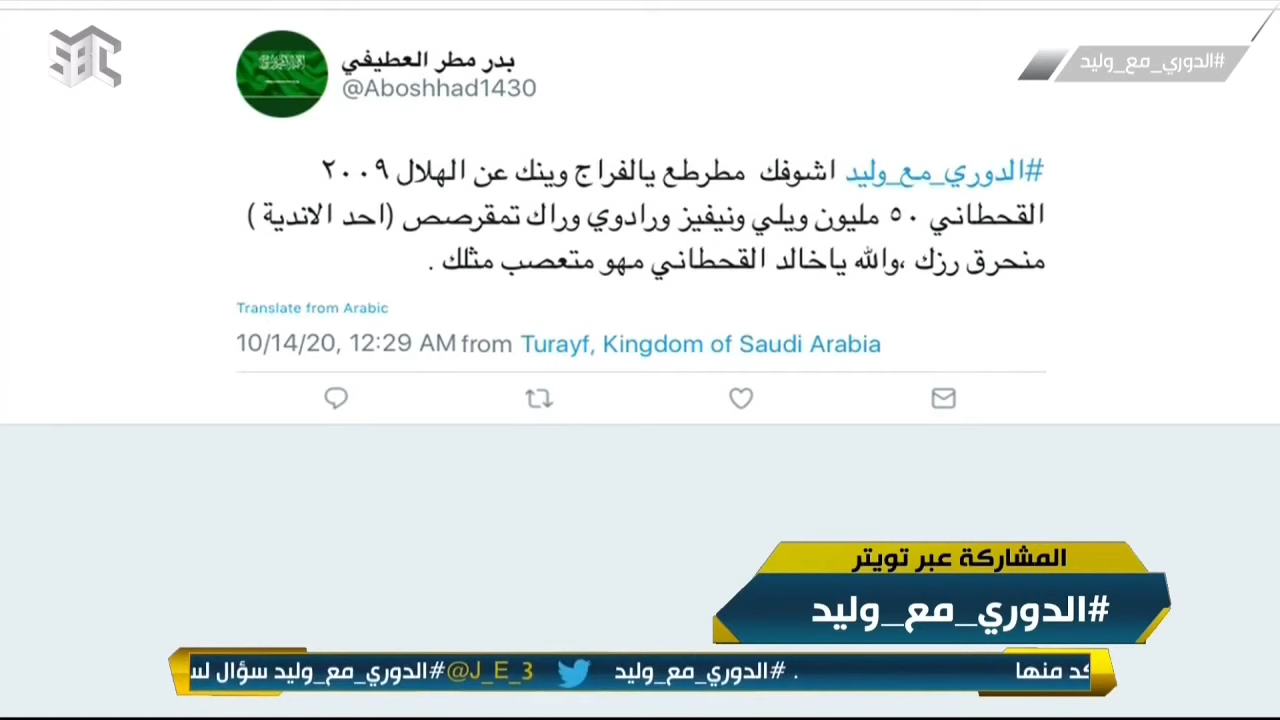 SBC
#الدوري_مع_وليد
بدر مطر العطيفي
@Aboshhad1430
#الدوري_مع_وليد اشوفك مطرطع يالفراج وينك عن الهلال ٢٠٠٩
القحطاني ٥٠ مليون ويلي ونيفيز ورادوي وراك تمقرصص (احد الاندية )
منحرق رزك ،والله ياخالد القحطاني مهو متعصب مثلك .
Translate from Arabic
10/14/20, 12:29 AM from Turayf, Kingdom of Saudi Arabia
المشاركة عبر تويتر
#الدوري_مع_وليد
كد منها . #الدوري_مع_وليد @J_E_3 #الدوري_مع_وليد سؤال لس